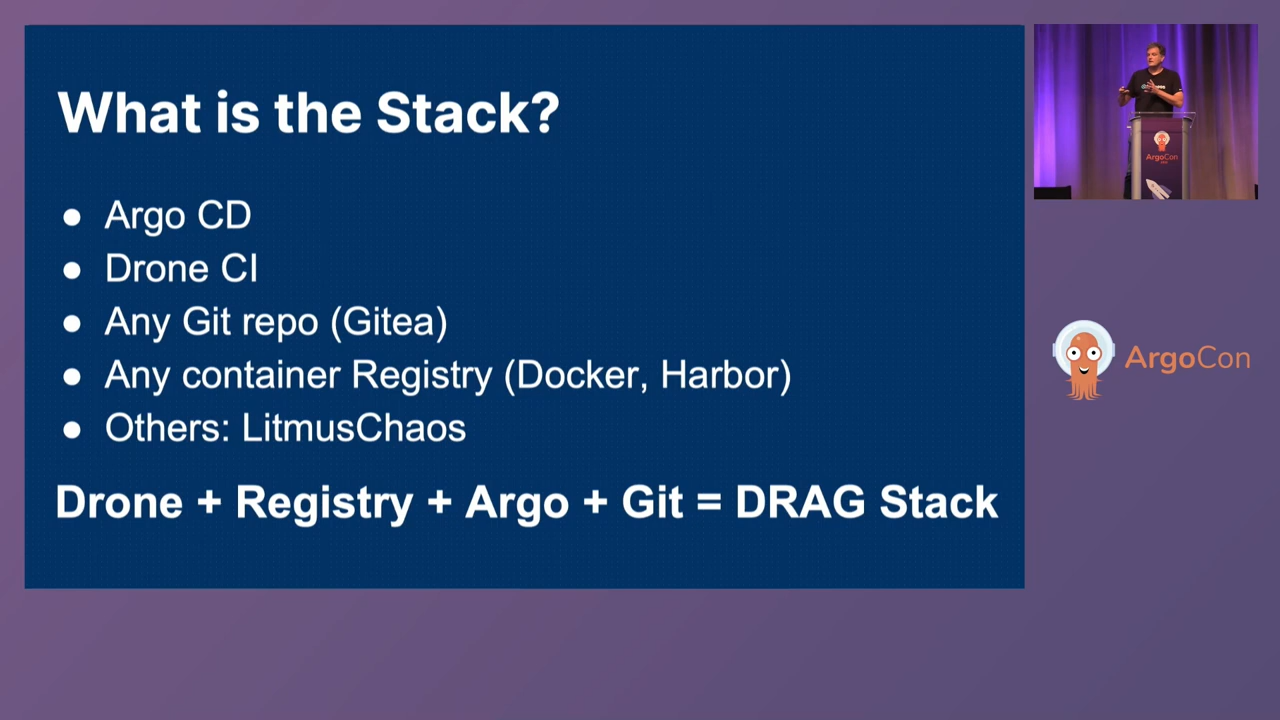 What is the Stack?
● Argo CD
● Drone CI
● Any Git repo (Gitea)
● Any container Registry (Docker, Harbor)
● Others: LitmusChaos
Drone + Registry + Argo + Git = DRAG Stack
ArgoCon
ArgoCon